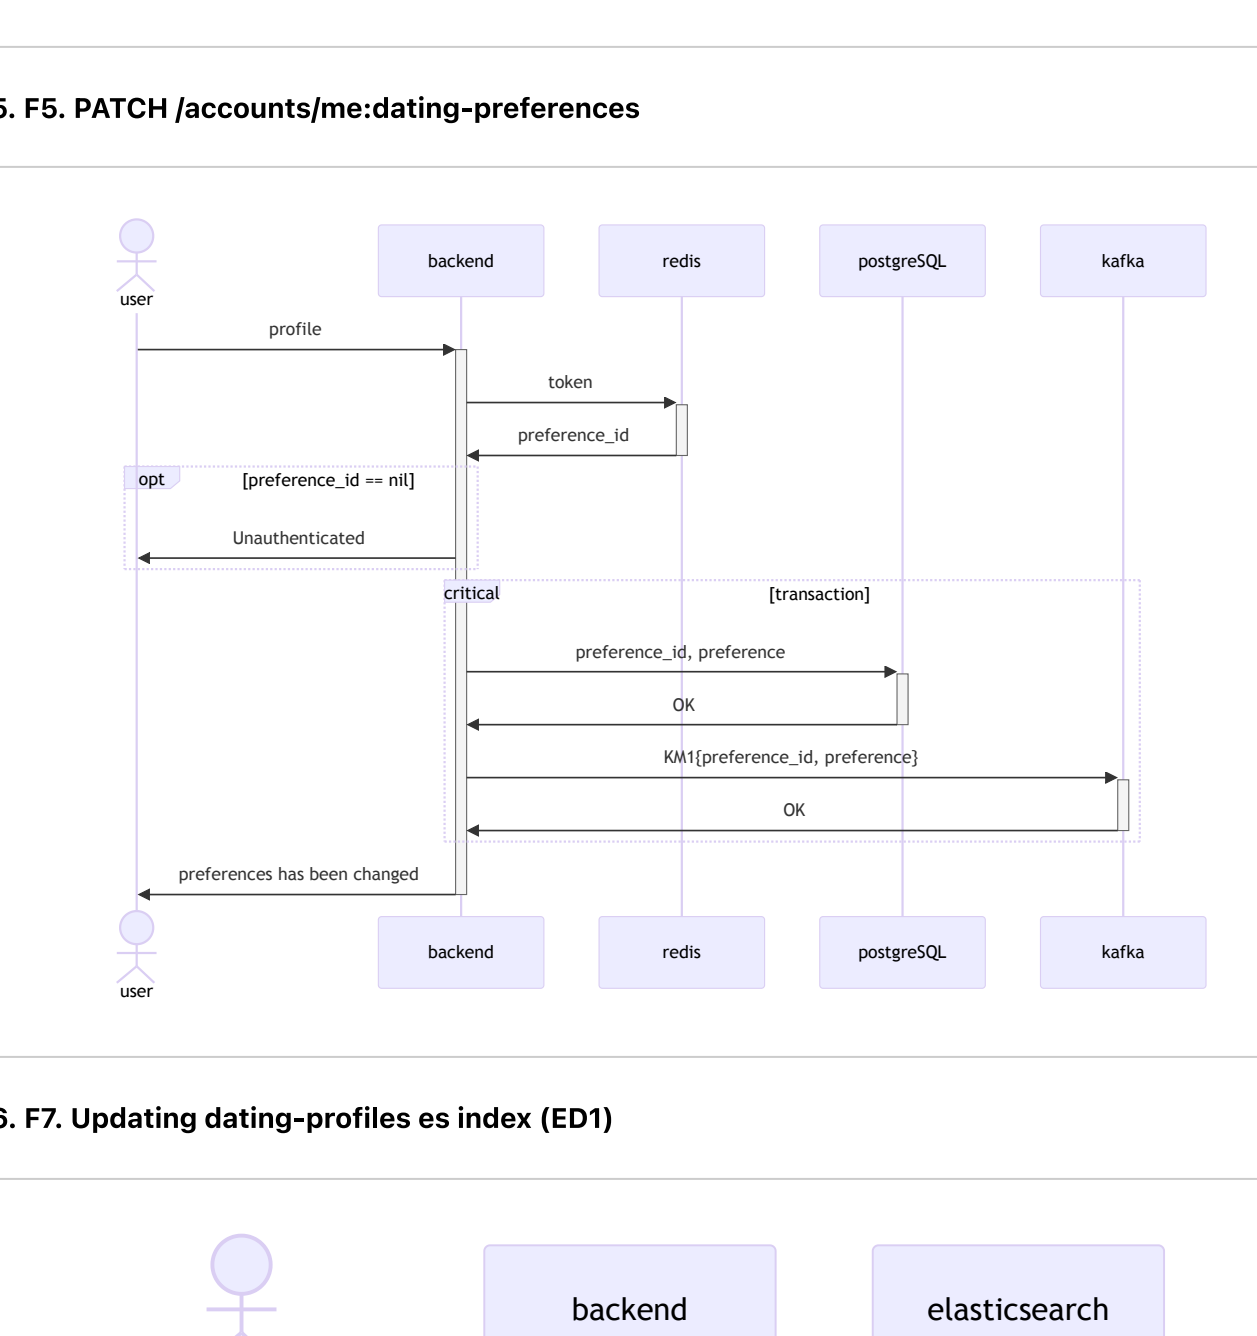 5. F5. PATCH /accounts/me:dating-preferences
user
backend
redis
postgreSQL
kafka
profile
token
preference_id
opt
[preference_id == nil]
Unauthenticated
critical
[transaction]
preference_id, preference
OK
KM1{preference_id, preference}
OK
preferences has been changed
user
backend
redis
postgreSQL
kafka
6. F7. Updating dating-profiles es index (ED1)
backend
elasticsearch